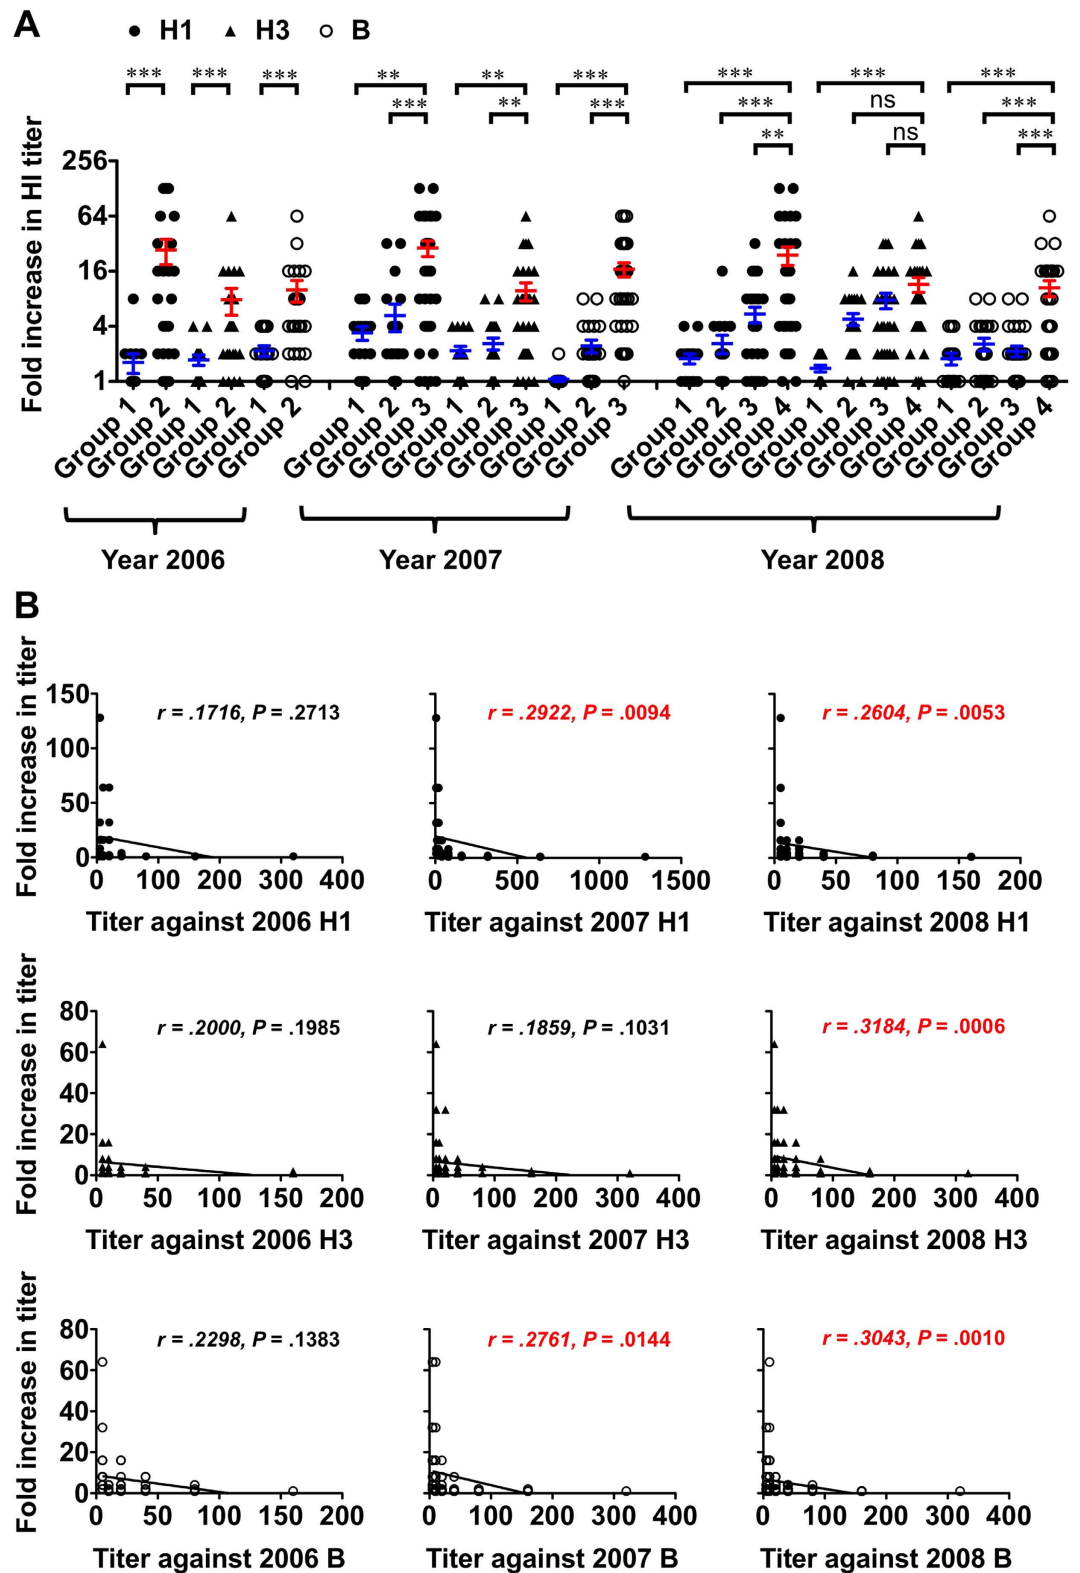 A
H1 H3 B
*** *** *** ** ** *** *** *** ***
*** ** *** *** ns ***
** ns ***
Fold increase in HI titer
256
64
16
4
1
Group 1 Group 2 Group 1 Group 2 Group 1 Group 2 Group 1 Group 2 Group 3 Group 1 Group 2 Group 3 Group 1 Group 2 Group 3 Group 1 Group 2 Group 3 Group 4 Group 1 Group 2 Group 3 Group 4 Group 1 Group 2 Group 3 Group 4
Year 2006 Year 2007 Year 2008
B
Fold increase in titer
150
100
50
0
r = .1716, P = .2713
r = .2922, P = .0094
r = .2604, P = .0053
0 100 200 300 400 0 500 1000 1500 0 50 100 150 200
Titer against 2006 H1 Titer against 2007 H1 Titer against 2008 H1
Fold increase in titer
80
60
40
20
0
r = .2000, P = .1985
r = .1859, P = .1031
r = .3184, P = .0006
0 50 100 150 200 0 100 200 300 400 0 100 200 300 400
Titer against 2006 H3 Titer against 2007 H3 Titer against 2008 H3
Fold increase in titer
80
60
40
20
0
r = .2298, P = .1383
r = .2761, P = .0144
r = .3043, P = .0010
0 50 100 150 200 0 100 200 300 400 0 100 200 300 400
Titer against 2006 B Titer against 2007 B Titer against 2008 B